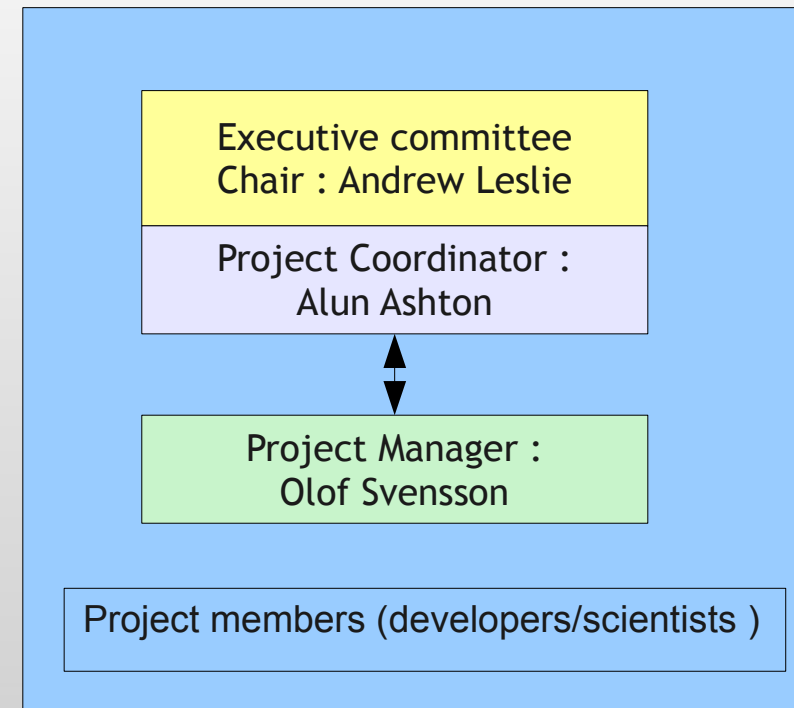 Executive committee
Chair : Andrew Leslie
Project Coordinator :
Alun Ashton
Project Manager :
Olof Svensson
Project members (developers/scientists )